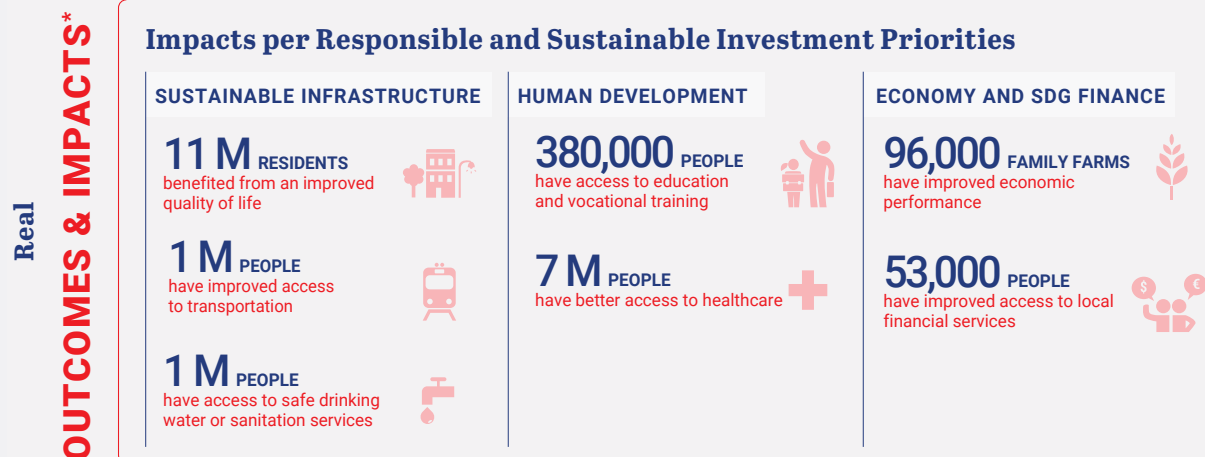 Real
OUTCOMES & IMPACTS*
Impacts per Responsible and Sustainable Investment Priorities
SUSTAINABLE INFRASTRUCTURE
11 M RESIDENTS
benefited from an improved
quality of life
1 M PEOPLE
have improved access
to transportation
1 M PEOPLE
have access to safe drinking
water or sanitation services
HUMAN DEVELOPMENT
380,000 PEOPLE
have access to education
and vocational training
7 M PEOPLE
have better access to healthcare
ECONOMY AND SDG FINANCE
96,000 FAMILY FARMS
have improved economic
performance
53,000 PEOPLE
have improved access to local
financial services
$
€